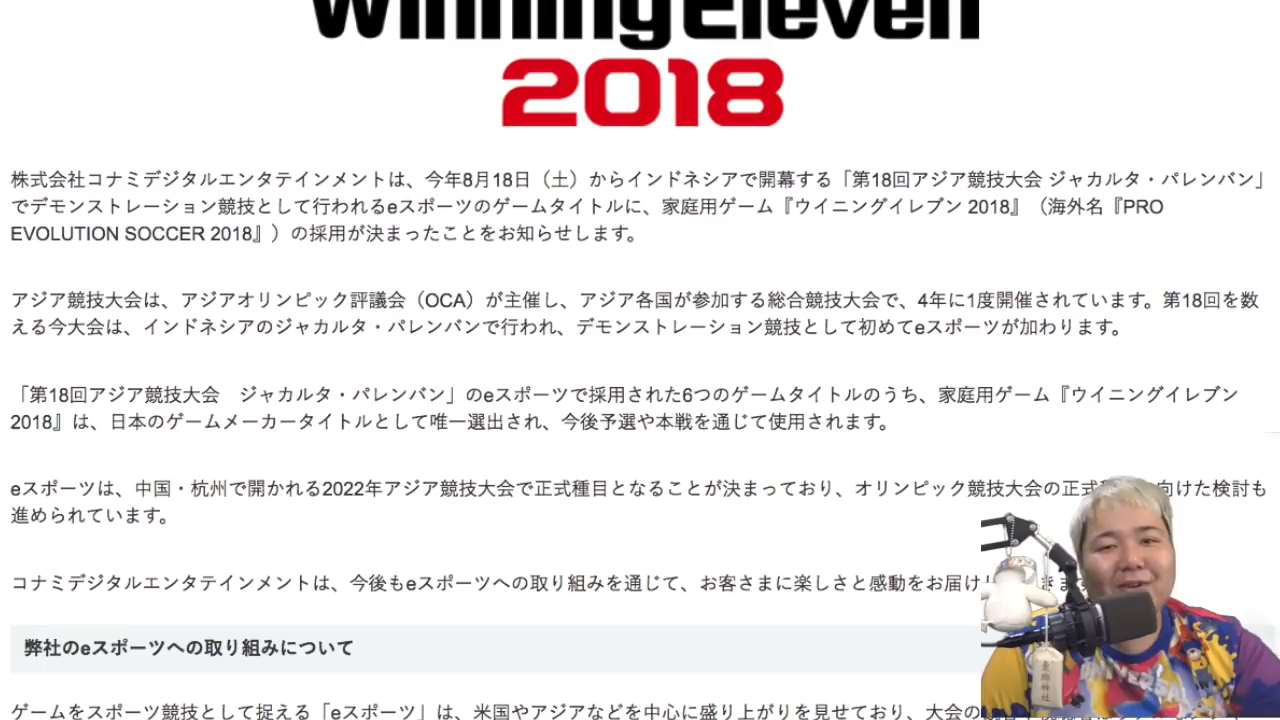 Winning Eleven
2018
株式会社コナミデジタルエンタテインメントは、今年8月18日（土）からインドネシアで開幕する「第18回アジア競技大会 ジャカルタ・パレンバン」
でデモンストレーション競技として行われるeスポーツのゲームタイトルに、家庭用ゲーム『ウイニングイレブン 2018』（海外名『PRO
EVOLUTION SOCCER 2018』）の採用が決まったことをお知らせします。
アジア競技大会は、アジアオリンピック評議会（OCA）が主催し、アジア各国が参加する総合競技大会で、4年に1度開催されています。第18回を数
える今大会は、インドネシアのジャカルタ・パレンバンで行われ、デモンストレーション競技として初めてeスポーツが加わります。
「第18回アジア競技大会　ジャカルタ・パレンバン」のeスポーツで採用された6つのゲームタイトルのうち、家庭用ゲーム『ウイニングイレブン
2018』は、日本のゲームメーカータイトルとして唯一選出され、今後予選や本戦を通じて使用されます。
eスポーツは、中国・杭州で開かれる2022年アジア競技大会で正式種目となることが決まっており、オリンピック競技大会の正式 向けた検討も
進められています。
コナミデジタルエンタテインメントは、今後もeスポーツへの取り組みを通じて、お客さまに楽しさと感動をお届け
弊社のeスポーツへの取り組みについて
ゲームをスポーツ競技として捉える「eスポーツ」は、米国やアジアなどを中心に盛り上がりを見せており、大会の
UNIVERSAL